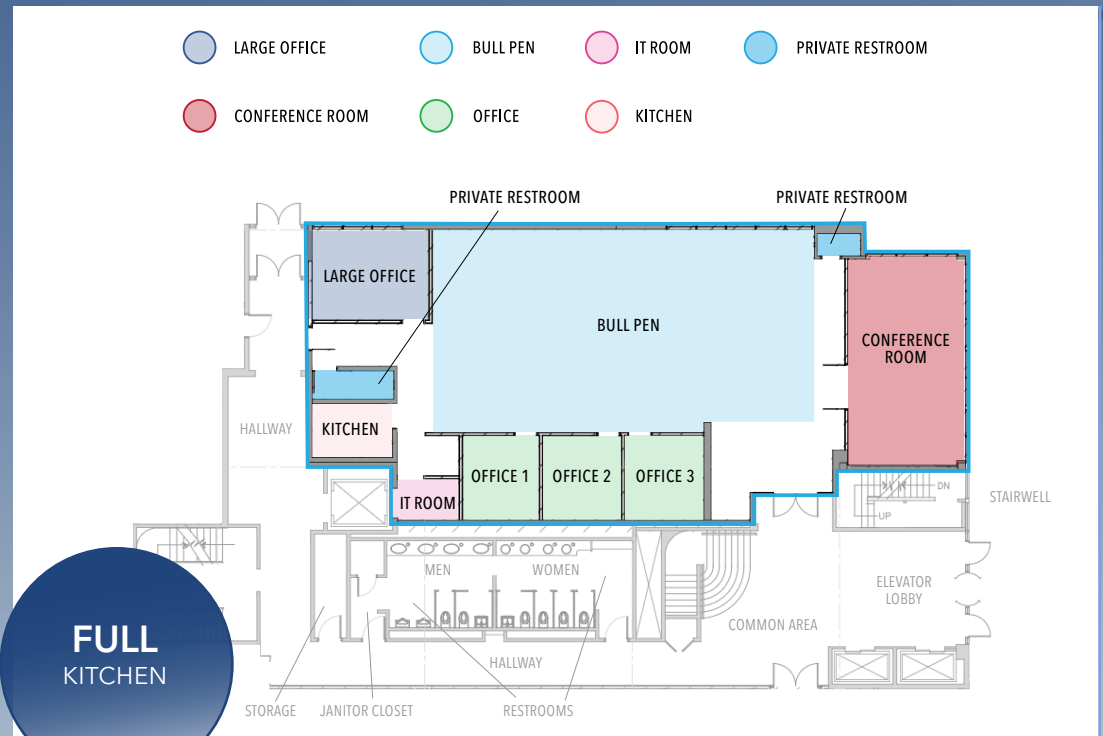 LARGE OFFICE
BULL PEN
IT ROOM
PRIVATE RESTROOM
CONFERENCE ROOM
OFFICE
KITCHEN
PRIVATE RESTROOM
PRIVATE RESTROOM
LARGE OFFICE
BULL PEN
CONFERENCE
ROOM
HALLWAY
KITCHEN
OFFICE 1
OFFICE 2
OFFICE 3
IT ROOM
DN
UP
STAIRWELL
MEN
WOMEN
ELEVATOR
LOBBY
COMMON AREA
HALLWAY
STORAGE
JANITOR CLOSET
RESTROOMS
FULL
KITCHEN